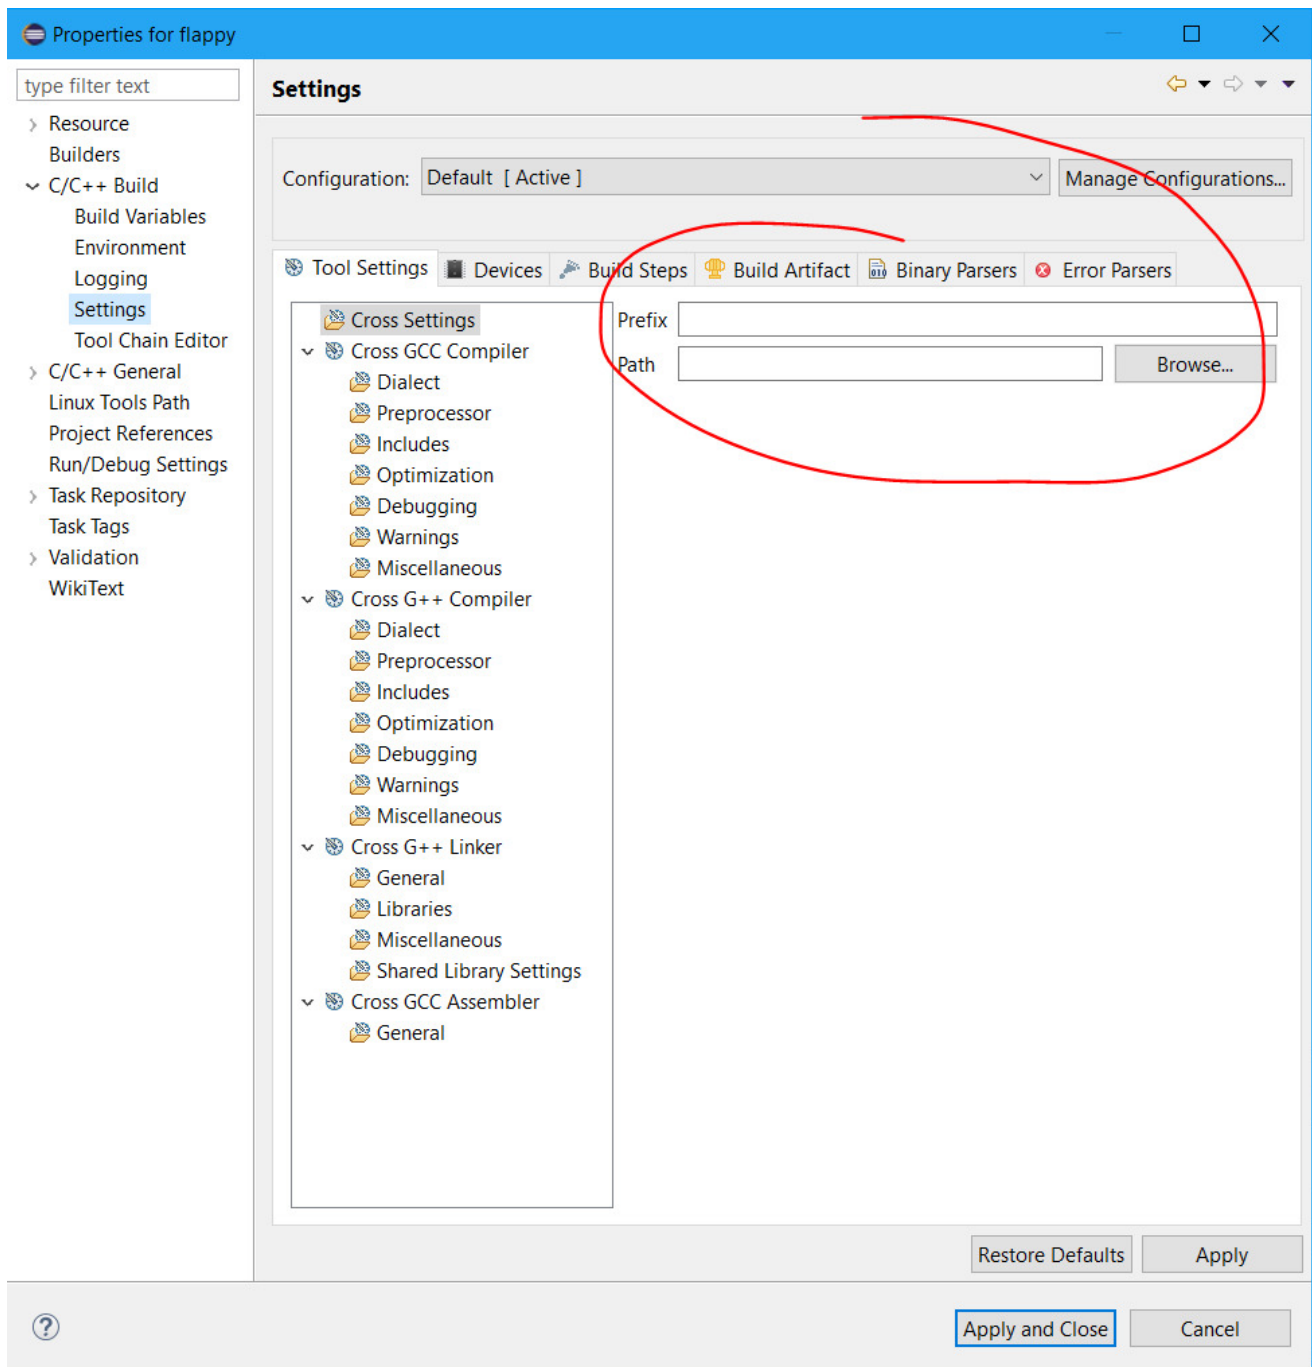 Properties for flappy
type filter text
Resource
Builders
C/C++ Build
Build Variables
Environment
Logging
Settings
Tool Chain Editor
C/C++ General
Linux Tools Path
Project References
Run/Debug Settings
Task Repository
Task Tags
Validation
WikiText
Settings
Configuration: Default [ Active ] Manage Configurations...
Tool Settings Devices Build Steps Build Artifact Binary Parsers Error Parsers
Cross Settings
Cross GCC Compiler
Dialect
Preprocessor
Includes
Optimization
Debugging
Warnings
Miscellaneous
Cross G++ Compiler
Dialect
Preprocessor
Includes
Optimization
Debugging
Warnings
Miscellaneous
Cross G++ Linker
General
Libraries
Miscellaneous
Shared Library Settings
Cross GCC Assembler
General
Prefix
Path Browse...
Restore Defaults Apply
? Apply and Close Cancel